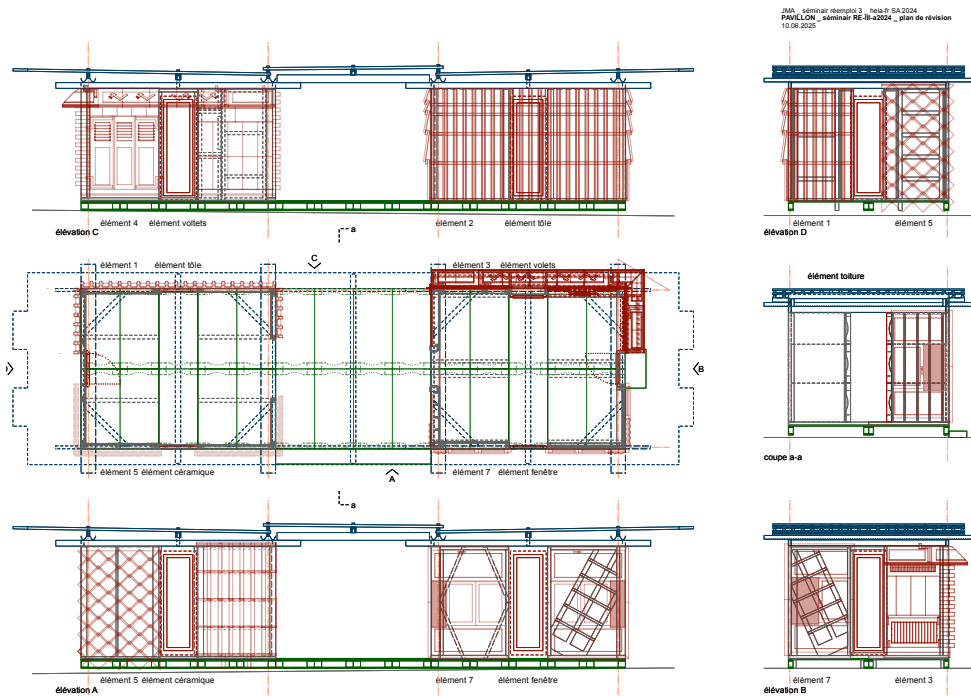 JMA _ séminair réemploi 3 _ heia-fr SA 2024
PAVILLON _ séminair RE-III-a2024 _ plan de révision
10.06.2025
élément 4 élément voltets
élément 2 élément tôle
élévation C
élément 1 élément 5
élévation D
a
C
élément 1 élément tôle
élément 3 élément volets
B
élément toiture
élément 5 élément céramique
élément 7 élément fenêtre
A
coupe a-a
a
élément 5 élément céramique
élément 7 élément fenêtre
élévation A
élément 7 élément 3
élévation B